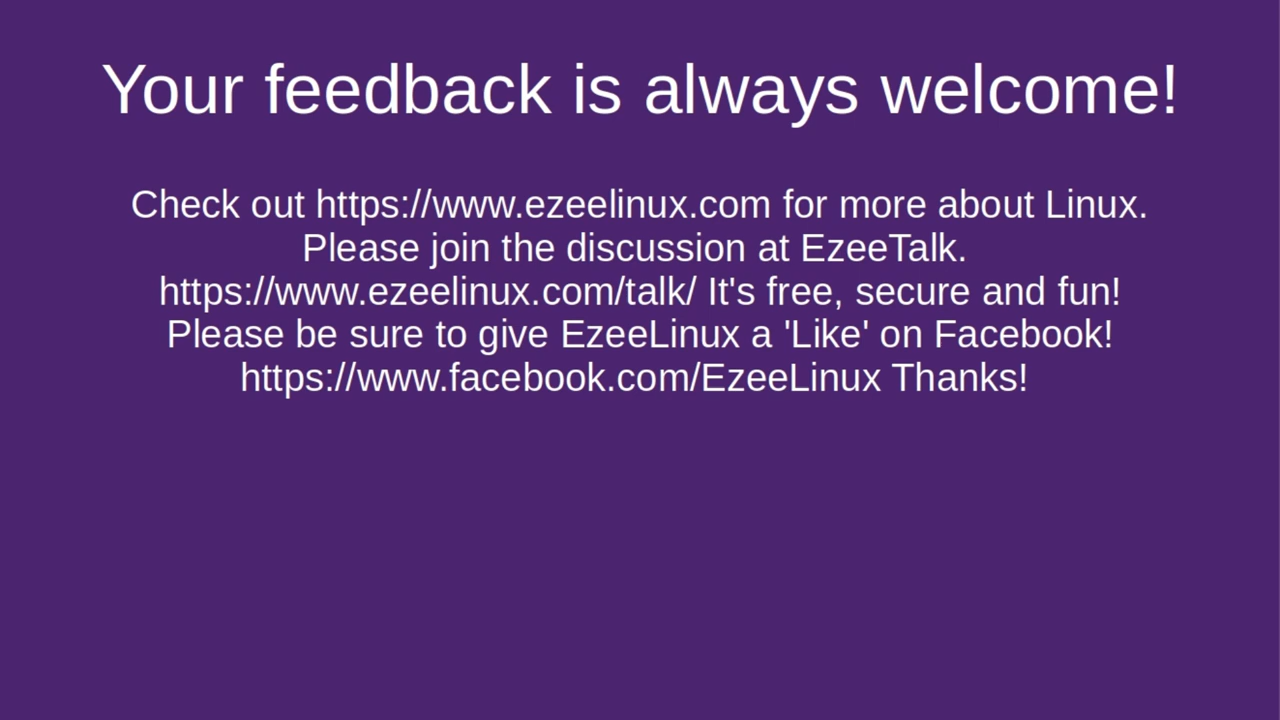 Your feedback is always welcome!
Check out https://www.ezeelinux.com for more about Linux.
Please join the discussion at EzeeTalk.
https://www.ezeelinux.com/talk/ It's free, secure and fun!
Please be sure to give EzeeLinux a 'Like' on Facebook!
https://www.facebook.com/EzeeLinux Thanks!